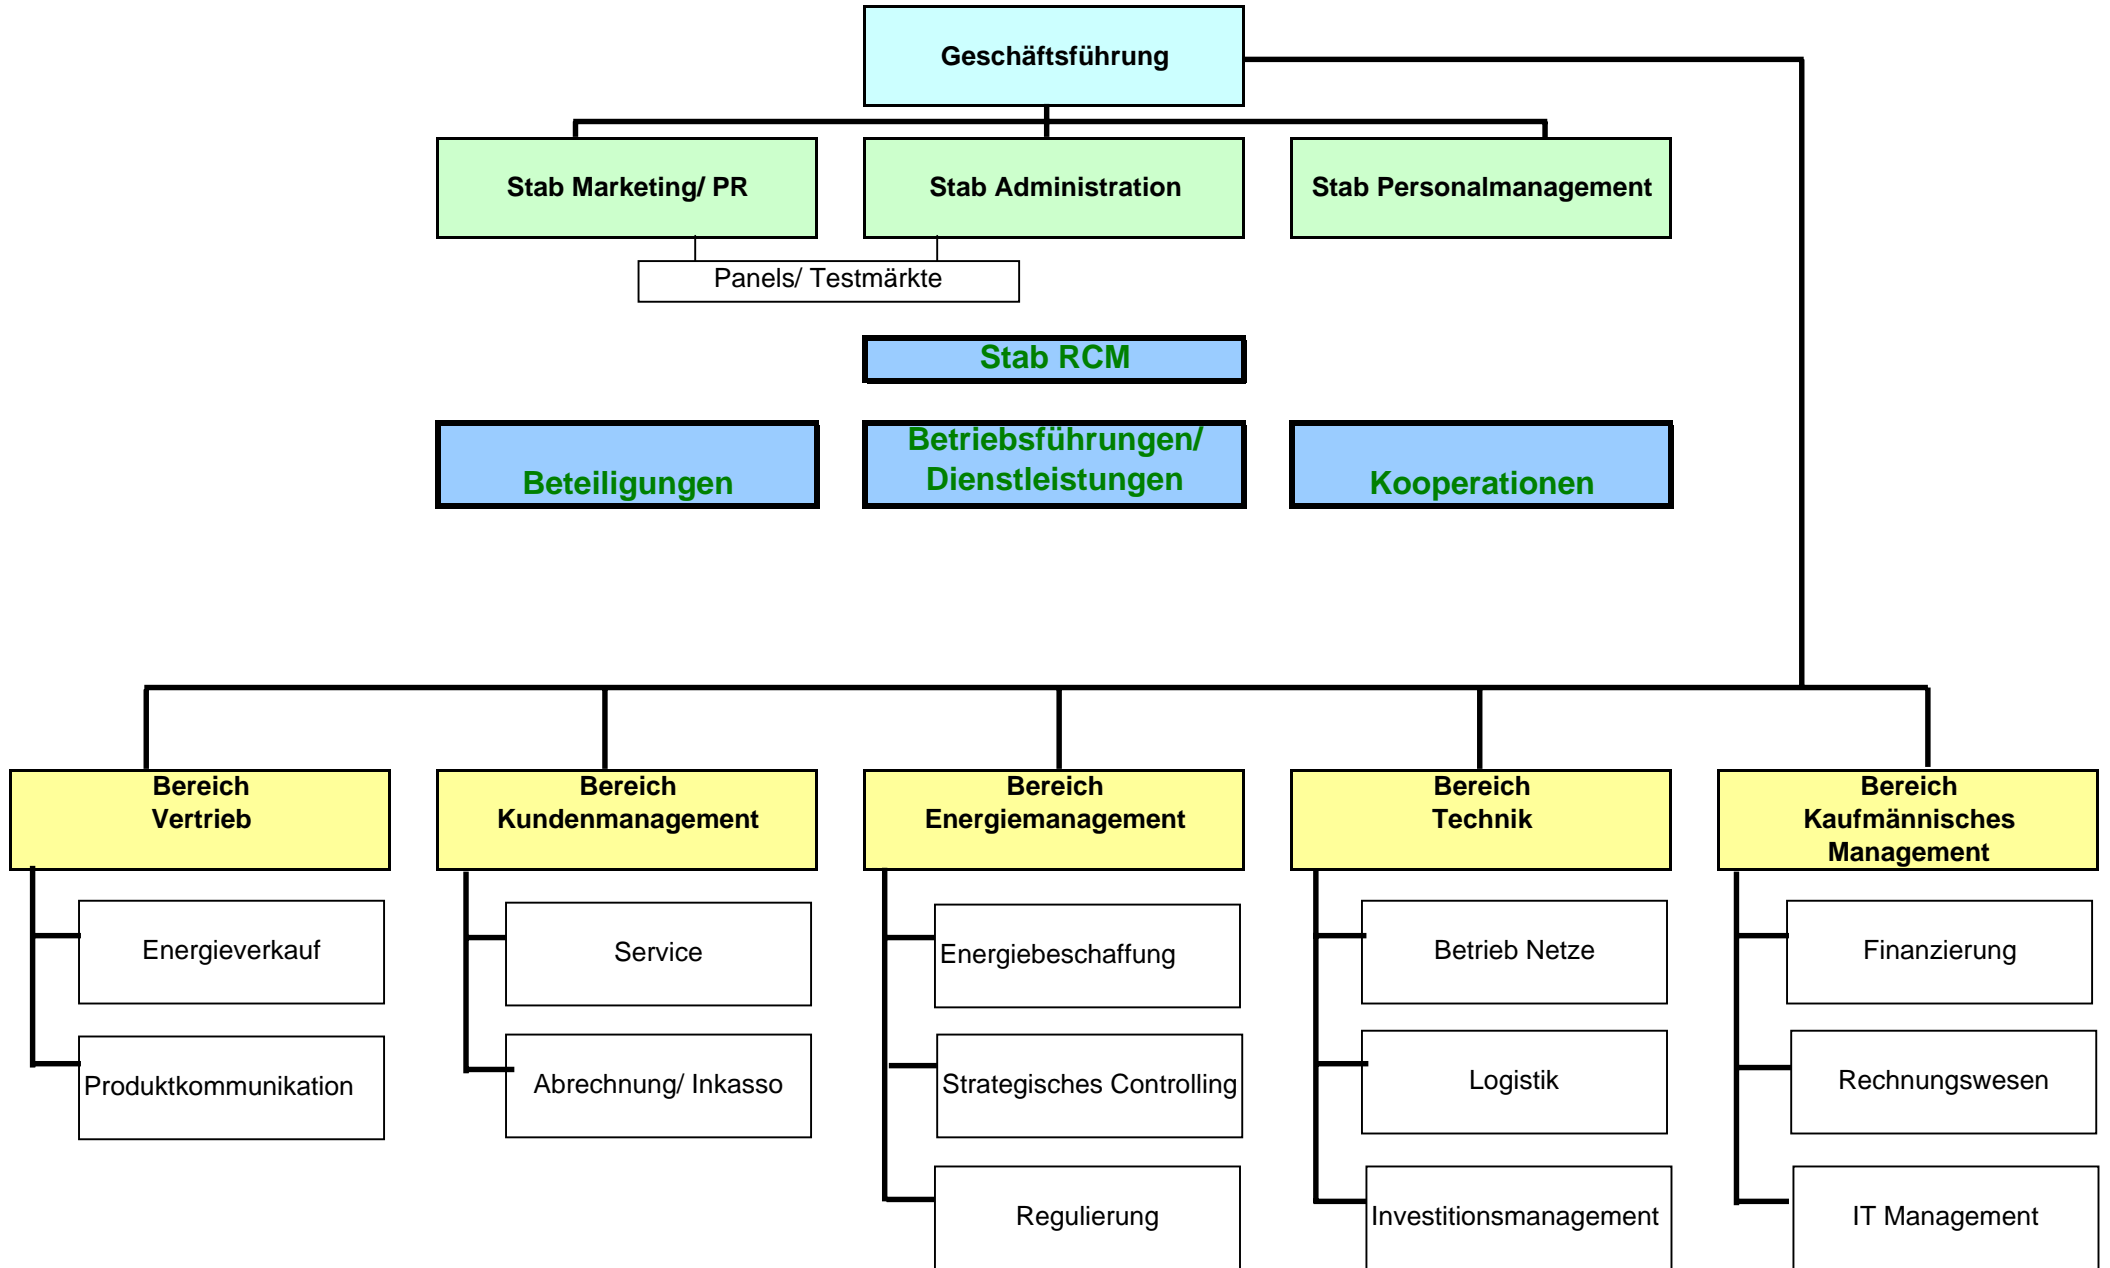 Geschäftsführung
Stab Marketing/ PR
Stab Administration
Stab Personalmanagement
Panels/ Testmärkte
Stab RCM
Beteiligungen
Betriebsführungen/
Dienstleistungen
Kooperationen
Bereich
Vertrieb
Bereich
Kundenmanagement
Bereich
Energiemanagement
Bereich
Technik
Bereich
Kaufmännisches
Management
Energieverkauf
Service
Energiebeschaffung
Betrieb Netze
Finanzierung
Produktkommunikation
Abrechnung/ Inkasso
Strategisches Controlling
Logistik
Rechnungswesen
Regulierung
Investitionsmanagement
IT Management